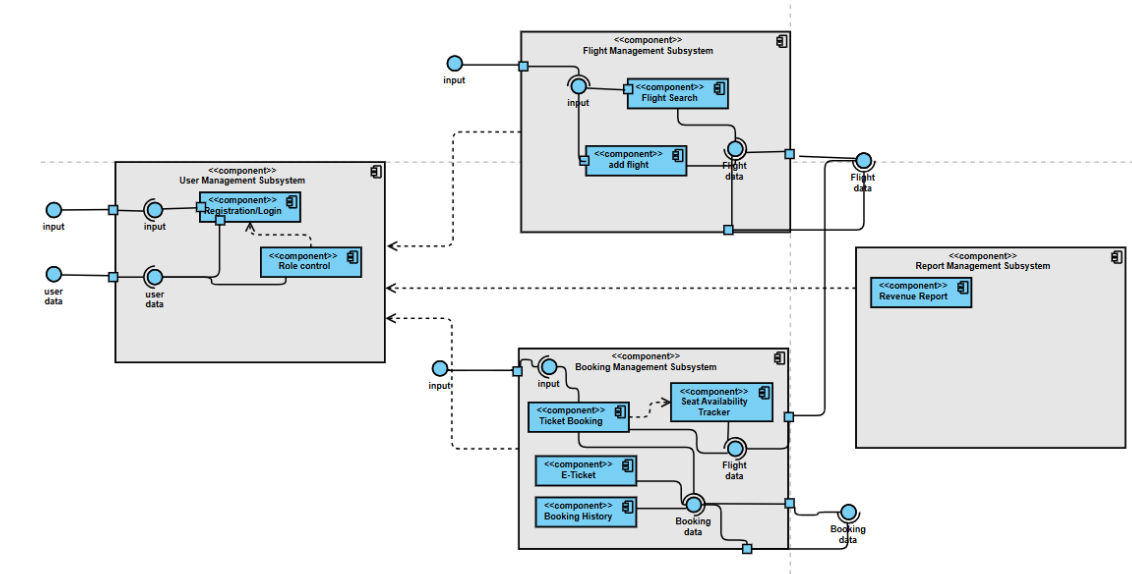 <<component>>
Flight Management Subsystem
input
input
<<component>>
Flight Search
<<component>>
add flight
Flight
data
Flight
data
<<component>>
User Management Subsystem
<<component>>
Registration/Login
input
input
<<component>>
Role control
user
data
user
data
<<component>>
Report Management Subsystem
<<component>>
Revenue Report
<<component>>
Booking Management Subsystem
input
input
<<component>>
Seat Availability
Tracker
<<component>>
Ticket Booking
Flight
data
<<component>>
E-Ticket
<<component>>
Booking History
Booking
data
Booking
data